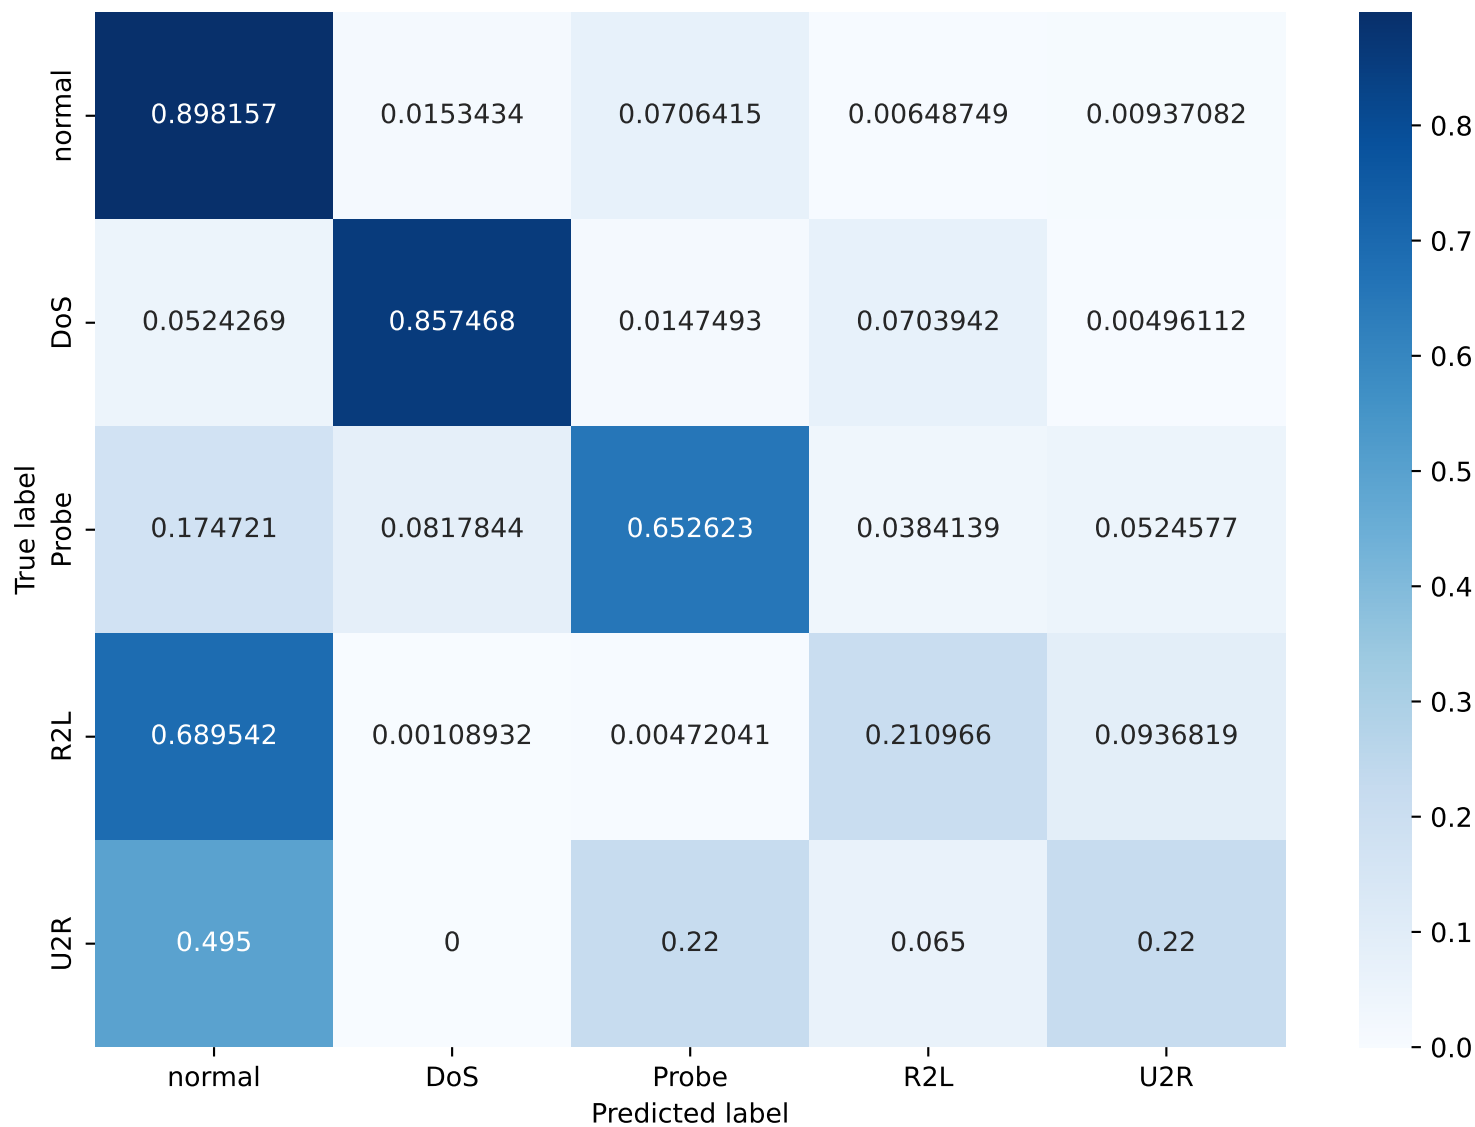 normal 0.898157 0.0153434 0.0706415 0.00648749 0.00937082
DoS 0.0524269 0.857468 0.0147493 0.0703942 0.00496112
Probe 0.174721 0.0817844 0.652623 0.0384139 0.0524577
R2L 0.689542 0.00108932 0.00472041 0.210966 0.0936819
U2R 0.495 0 0.22 0.065 0.22
normal DoS Probe R2L U2R
Predicted label
True label
0.8
0.7
0.6
0.5
0.4
0.3
0.2
0.1
0.0